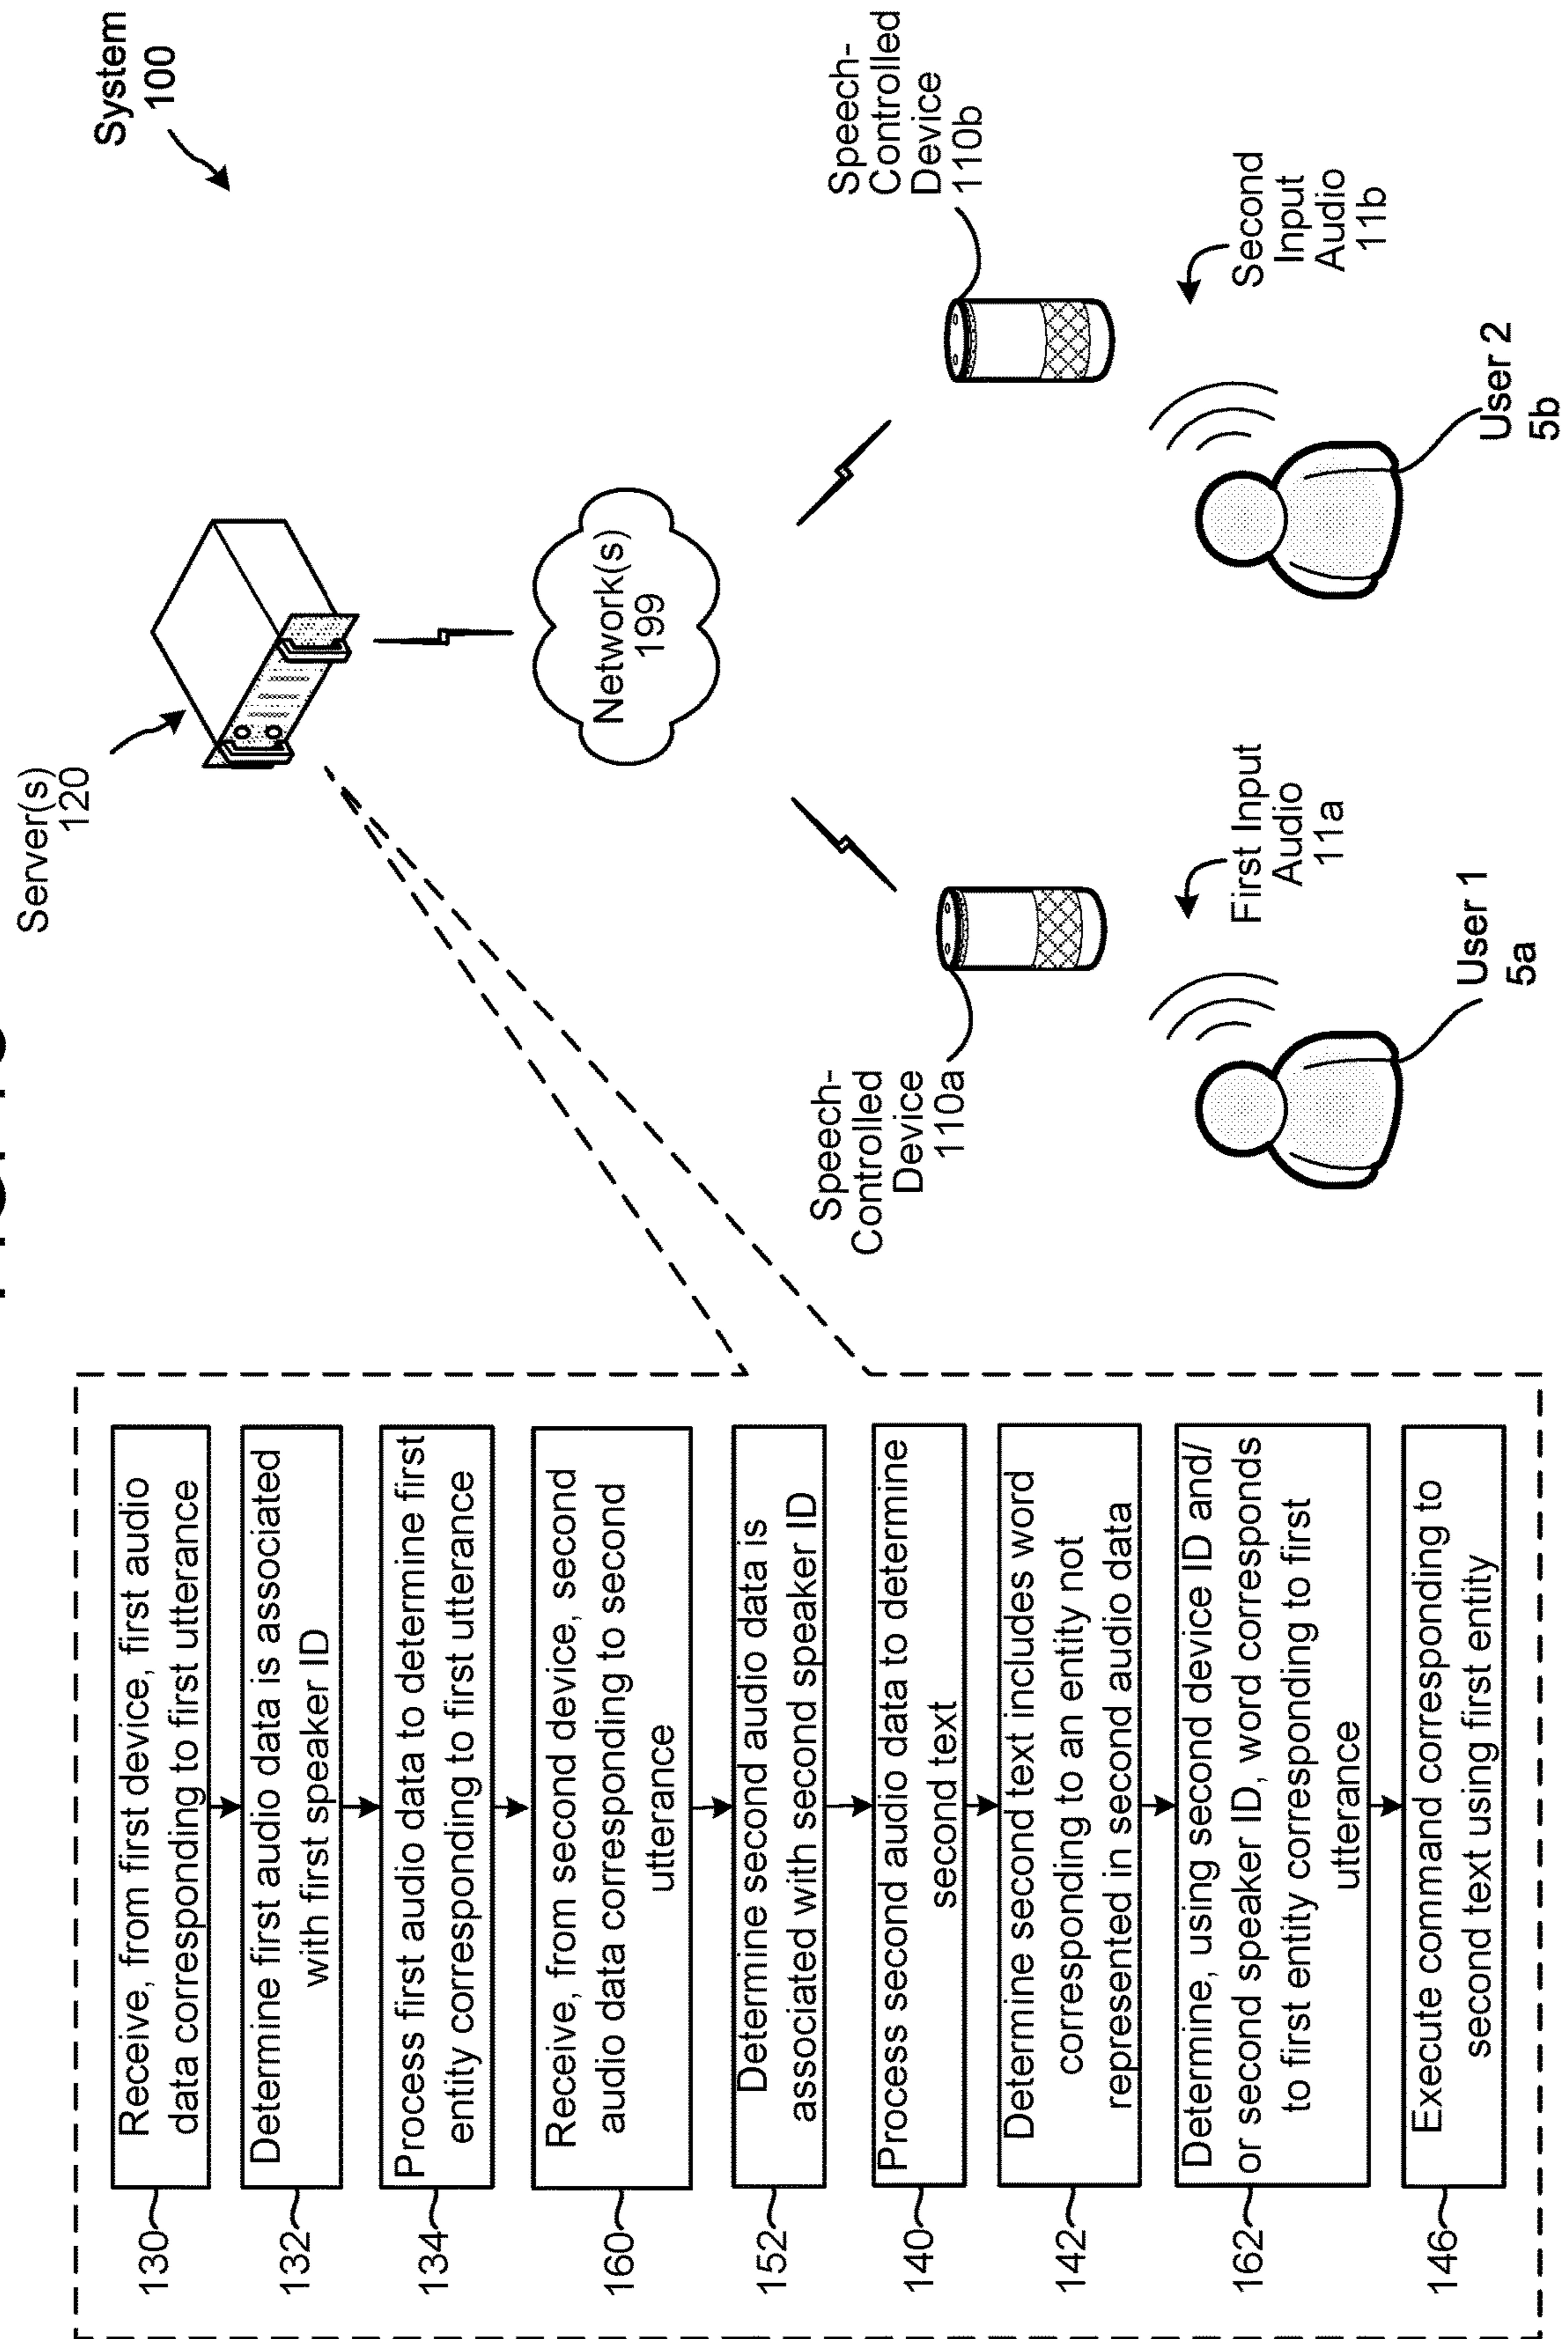 System
100
Server(s)
120
130
Receive, from first device, first audio
data corresponding to first utterance
132
Determine first audio data is associated
with first speaker ID
134
Process first audio data to determine first
entity corresponding to first utterance
160
Receive, from second device, second
audio data corresponding to second
utterance
152
Determine second audio data is
associated with second speaker ID
140
Process second audio data to determine
second text
142
Determine second text includes word
corresponding to an entity not
represented in second audio data
162
Determine, using second device ID and/
or second speaker ID, word corresponds
to first entity corresponding to first
utterance
146
Execute command corresponding to
second text using first entity
Network(s)
199
Speech-
Controlled
Device
110a
Speech-
Controlled
Device
110b
First Input
Audio
11a
Second
Input
Audio
11b
User 1
5a
User 2
5b